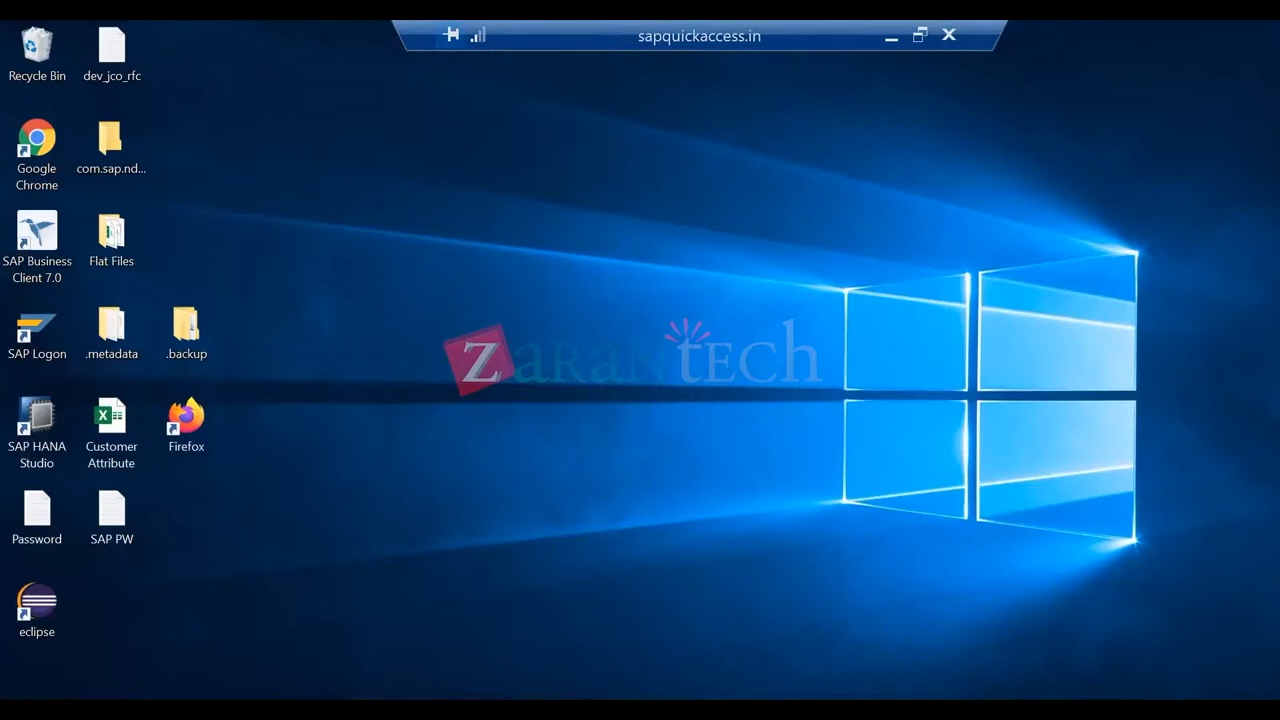 sapquickaccess.in
Recycle Bin
dev_jco_rfc
Google
Chrome
com.sap.nd...
SAP Business
Client 7.0
Flat Files
SAP Logon
.metadata
.backup
SAP HANA
Studio
Customer
Attribute
Firefox
Password
SAP PW
eclipse
ZARANTECH